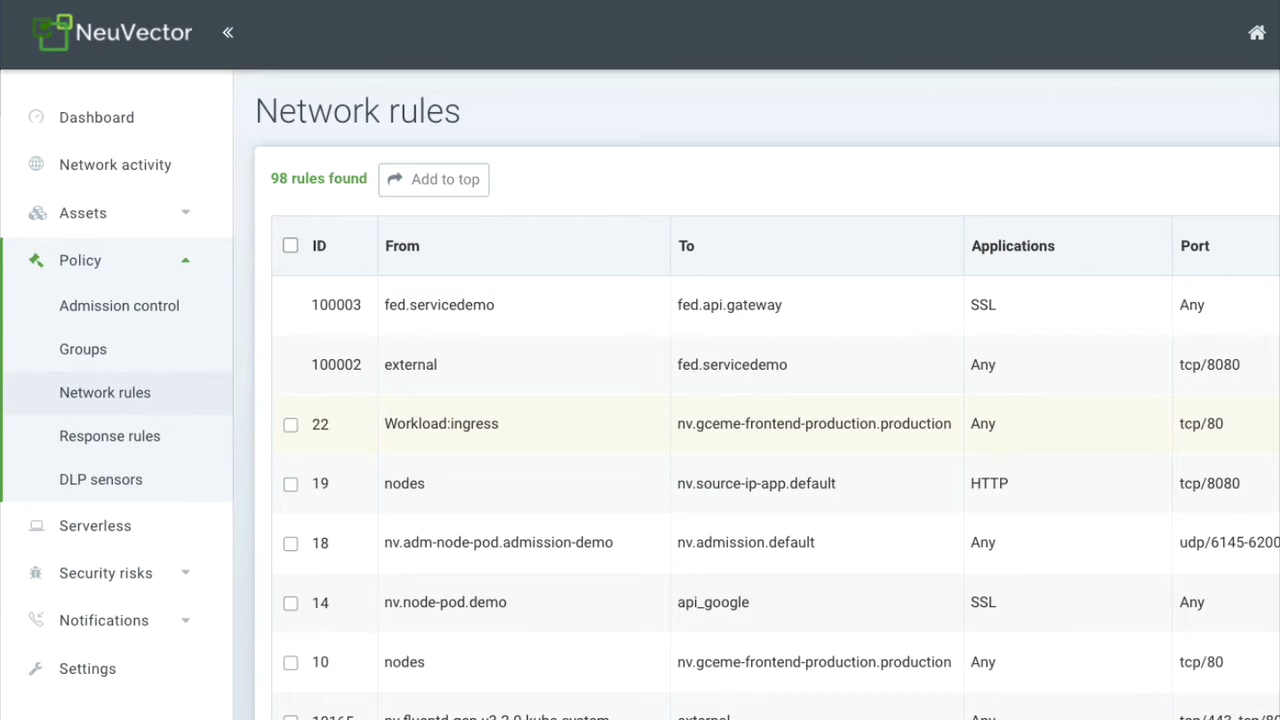 NeuVector «
Dashboard
Network activity
Assets
Policy
Admission control
Groups
Network rules
Response rules
DLP sensors
Serverless
Security risks
Notifications
Settings
Network rules
98 rules found Add to top
ID From To Applications Port
100003 fed.servicedemo fed.api.gateway SSL Any
100002 external fed.servicedemo Any tcp/8080
22 Workload:ingress nv.gceme-frontend-production.production Any tcp/80
19 nodes nv.source-ip-app.default HTTP tcp/8080
18 nv.adm-node-pod.admission-demo nv.admission.default Any udp/6145-6200
14 nv.node-pod.demo api_google SSL Any
10 nodes nv.gceme-frontend-production.production Any tcp/80
external Any